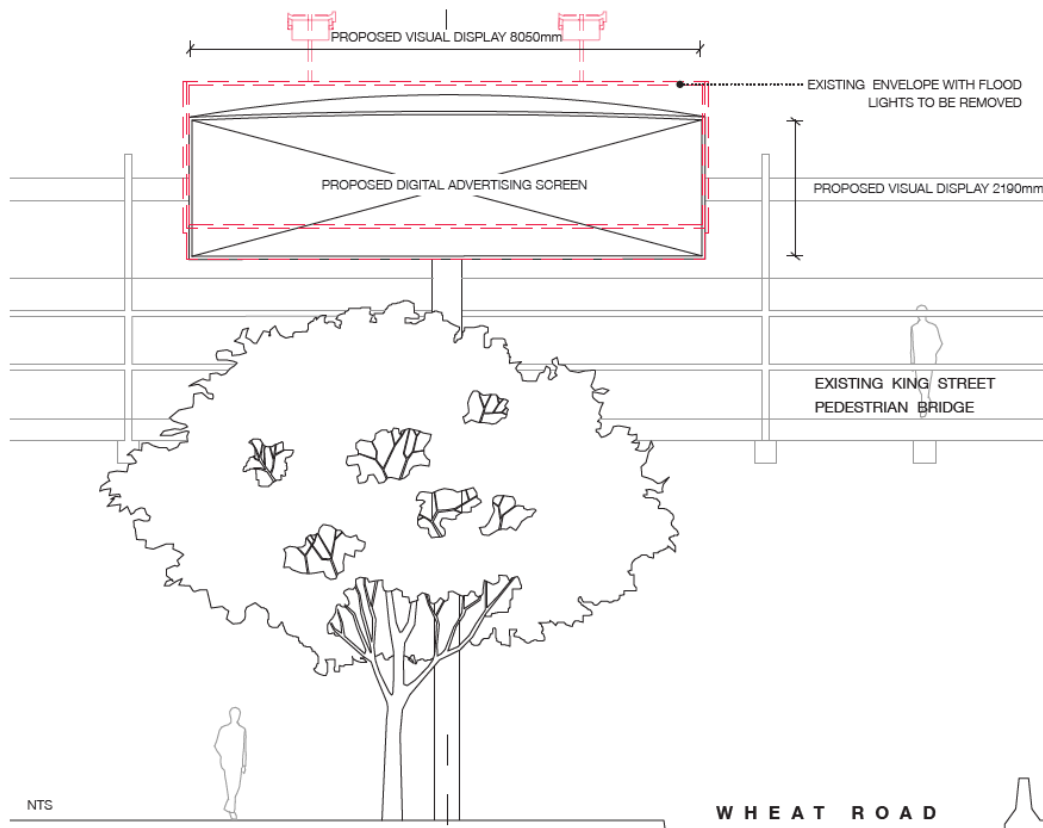 PROPOSED VISUAL DISPLAY 8050mm
EXISTING ENVELOPE WITH FLOOD
LIGHTS TO BE REMOVED
PROPOSED DIGITAL ADVERTISING SCREEN
PROPOSED VISUAL DISPLAY 2190mm
EXISTING KING STREET
PEDESTRIAN BRIDGE
NTS
WHEAT ROAD